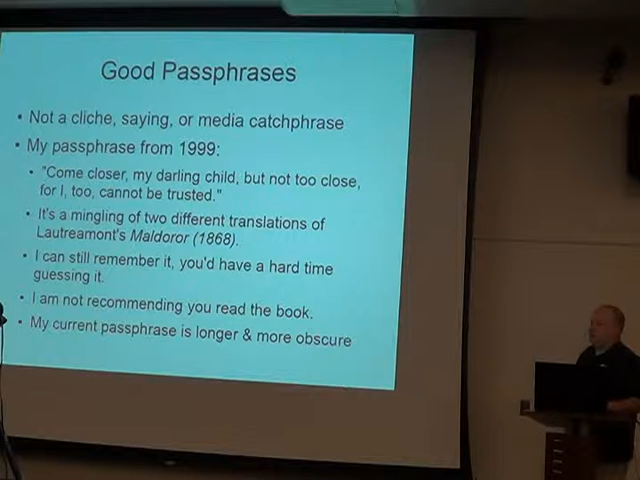 Good Passphrases
• Not a cliche, saying, or media catchphrase
• My passphrase from 1999:
• "Come closer, my darling child, but not too close,
for I, too, cannot be trusted."
• It's a mingling of two different translations of
Lautreamont's Maldoror (1868).
• I can still remember it, you'd have a hard time
guessing it.
• I am not recommending you read the book.
• My current passphrase is longer & more obscure